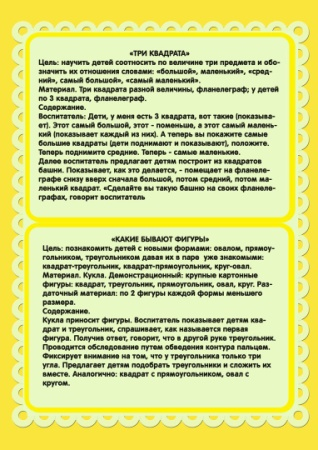 «ТРИ КВАДРАТА»
Цель: научить детей соотносить по величине три предмета и обо-
значить их отношения словами: «большой», маленький», «сред-
ний», самый большой», «самый маленький».
Материал. Три квадрата разной величины, фланелеграф; у детей
по 3 квадрата, фланелеграф.
Содержание.
Воспитатель: Дети, у меня есть 3 квадрата, вот такие (показыва-
ет). Этот самый большой, этот - поменьше, а этот самый малень-
кий (показывает каждый из них). А теперь вы покажите самые
большие квадраты (дети поднимают и показывают), положите.
Теперь поднимите средние. Теперь - самые маленькие.
Далее воспитатель предлагает детям построит из квадратов
башни. Показывает, как это делается, - помещает на фланеле-
графе снизу вверх сначала большой, потом средний, потом ма-
ленький квадрат. «Сделайте вы такую башню на своих фланеле-
графах, говорит воспитатель
«КАКИЕ БЫВАЮТ ФИГУРЫ»
Цель: познакомить детей с новыми формами: овалом, прямоу-
гольником, треугольником давая их в паре уже знакомыми:
квадрат-треугольник, квадрат-прямоугольник, круг-овал.
Материал. Кукла. Демонстрационный: крупные картонные
фигуры: квадрат, треугольник, прямоугольник, овал, круг. Раз-
даточный материал: по 2 фигуры каждой формы меньшего
размера.
Содержание.
Кукла приносит фигуры. Воспитатель показывает детям ква-
драт и треугольник, спрашивает, как называется первая
фигура. Получив ответ, говорит, что в другой руке треугольник.
Проводится обследование путем обведения контура пальцем.
Фиксирует внимание на том, что у треугольника только три
угла. Предлагает детям подобрать треугольники и сложить их
вместе. Аналогично: квадрат с прямоугольником, овал с
кругом.